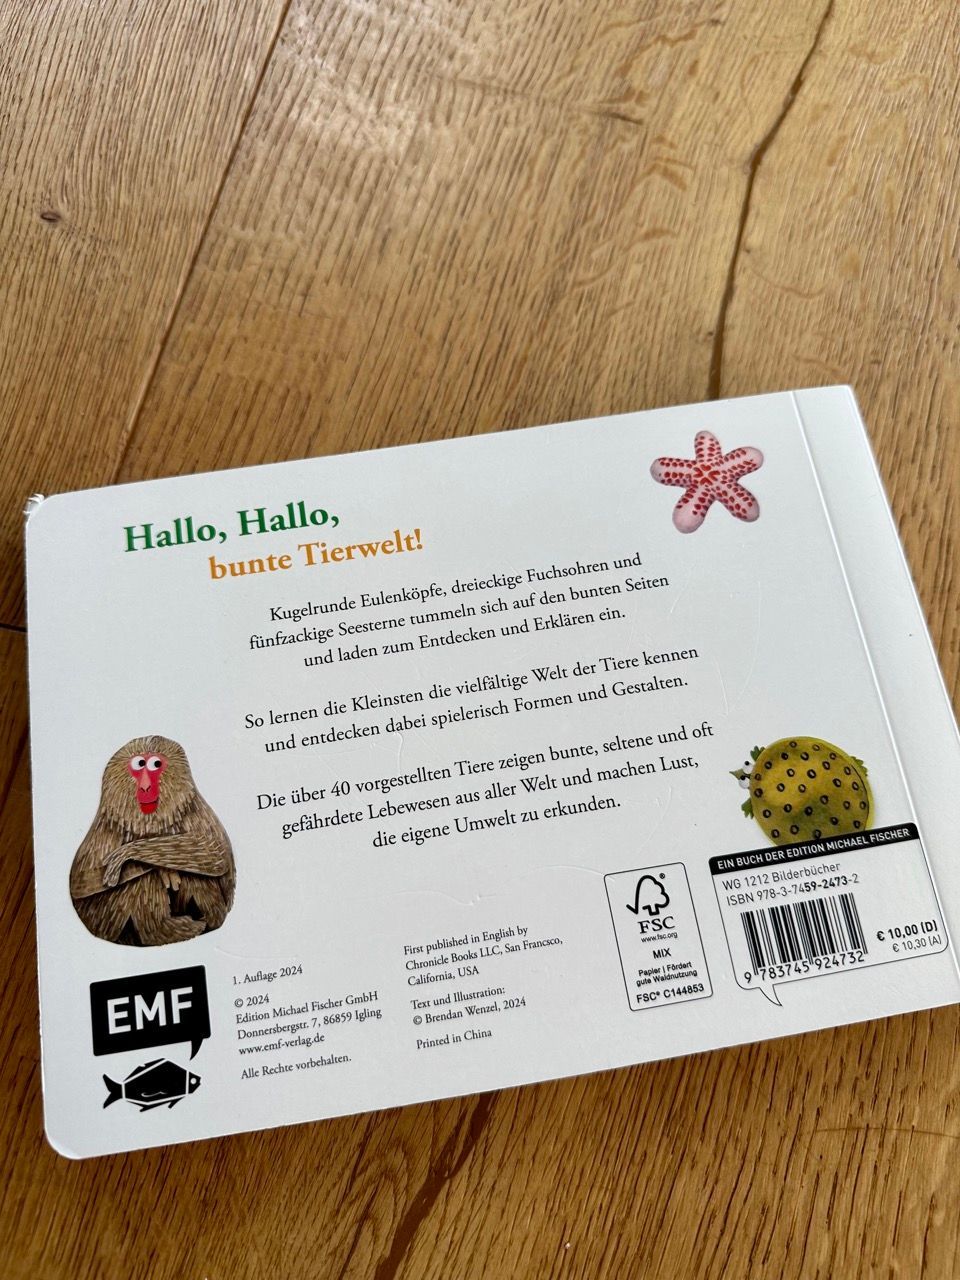 Hallo, Hallo,
bunte Tierwelt!
Kugelrunde Eulenköpfe, dreieckige Fuchsohren und
fünfzackige Seesterne tummeln sich auf den bunten Seiten
und laden zum Entdecken und Erklären ein.
So lernen die Kleinsten die vielfältige Welt der Tiere kennen
und entdecken dabei spielerisch Formen und Gestalten.
Die über 40 vorgestellten Tiere zeigen bunte, seltene und oft
gefährdete Lebewesen aus aller Welt und machen Lust,
die eigene Umwelt zu erkunden.
EMF
1. Auflage 2024
© 2024
Edition Michael Fischer GmbH
Donnersbergstr. 7, 86859 Igling
www.emf-verlag.de
Alle Rechte vorbehalten.
First published in English by
Chronicle Books LLC, San Francsco,
California, USA
Text und Illustration:
© Brendan Wenzel, 2024
Printed in China
FSC
www.fsc.org
MIX
Papier | Fördert
gute Waldnutzung
FSC® C144853
EIN BUCH DER EDITION MICHAEL FISCHER
WG 1212 Bilderbücher
ISBN 978-3-7459-2473-2
9 783745 924732
€ 10,00 (D)
€ 10,30 (A)